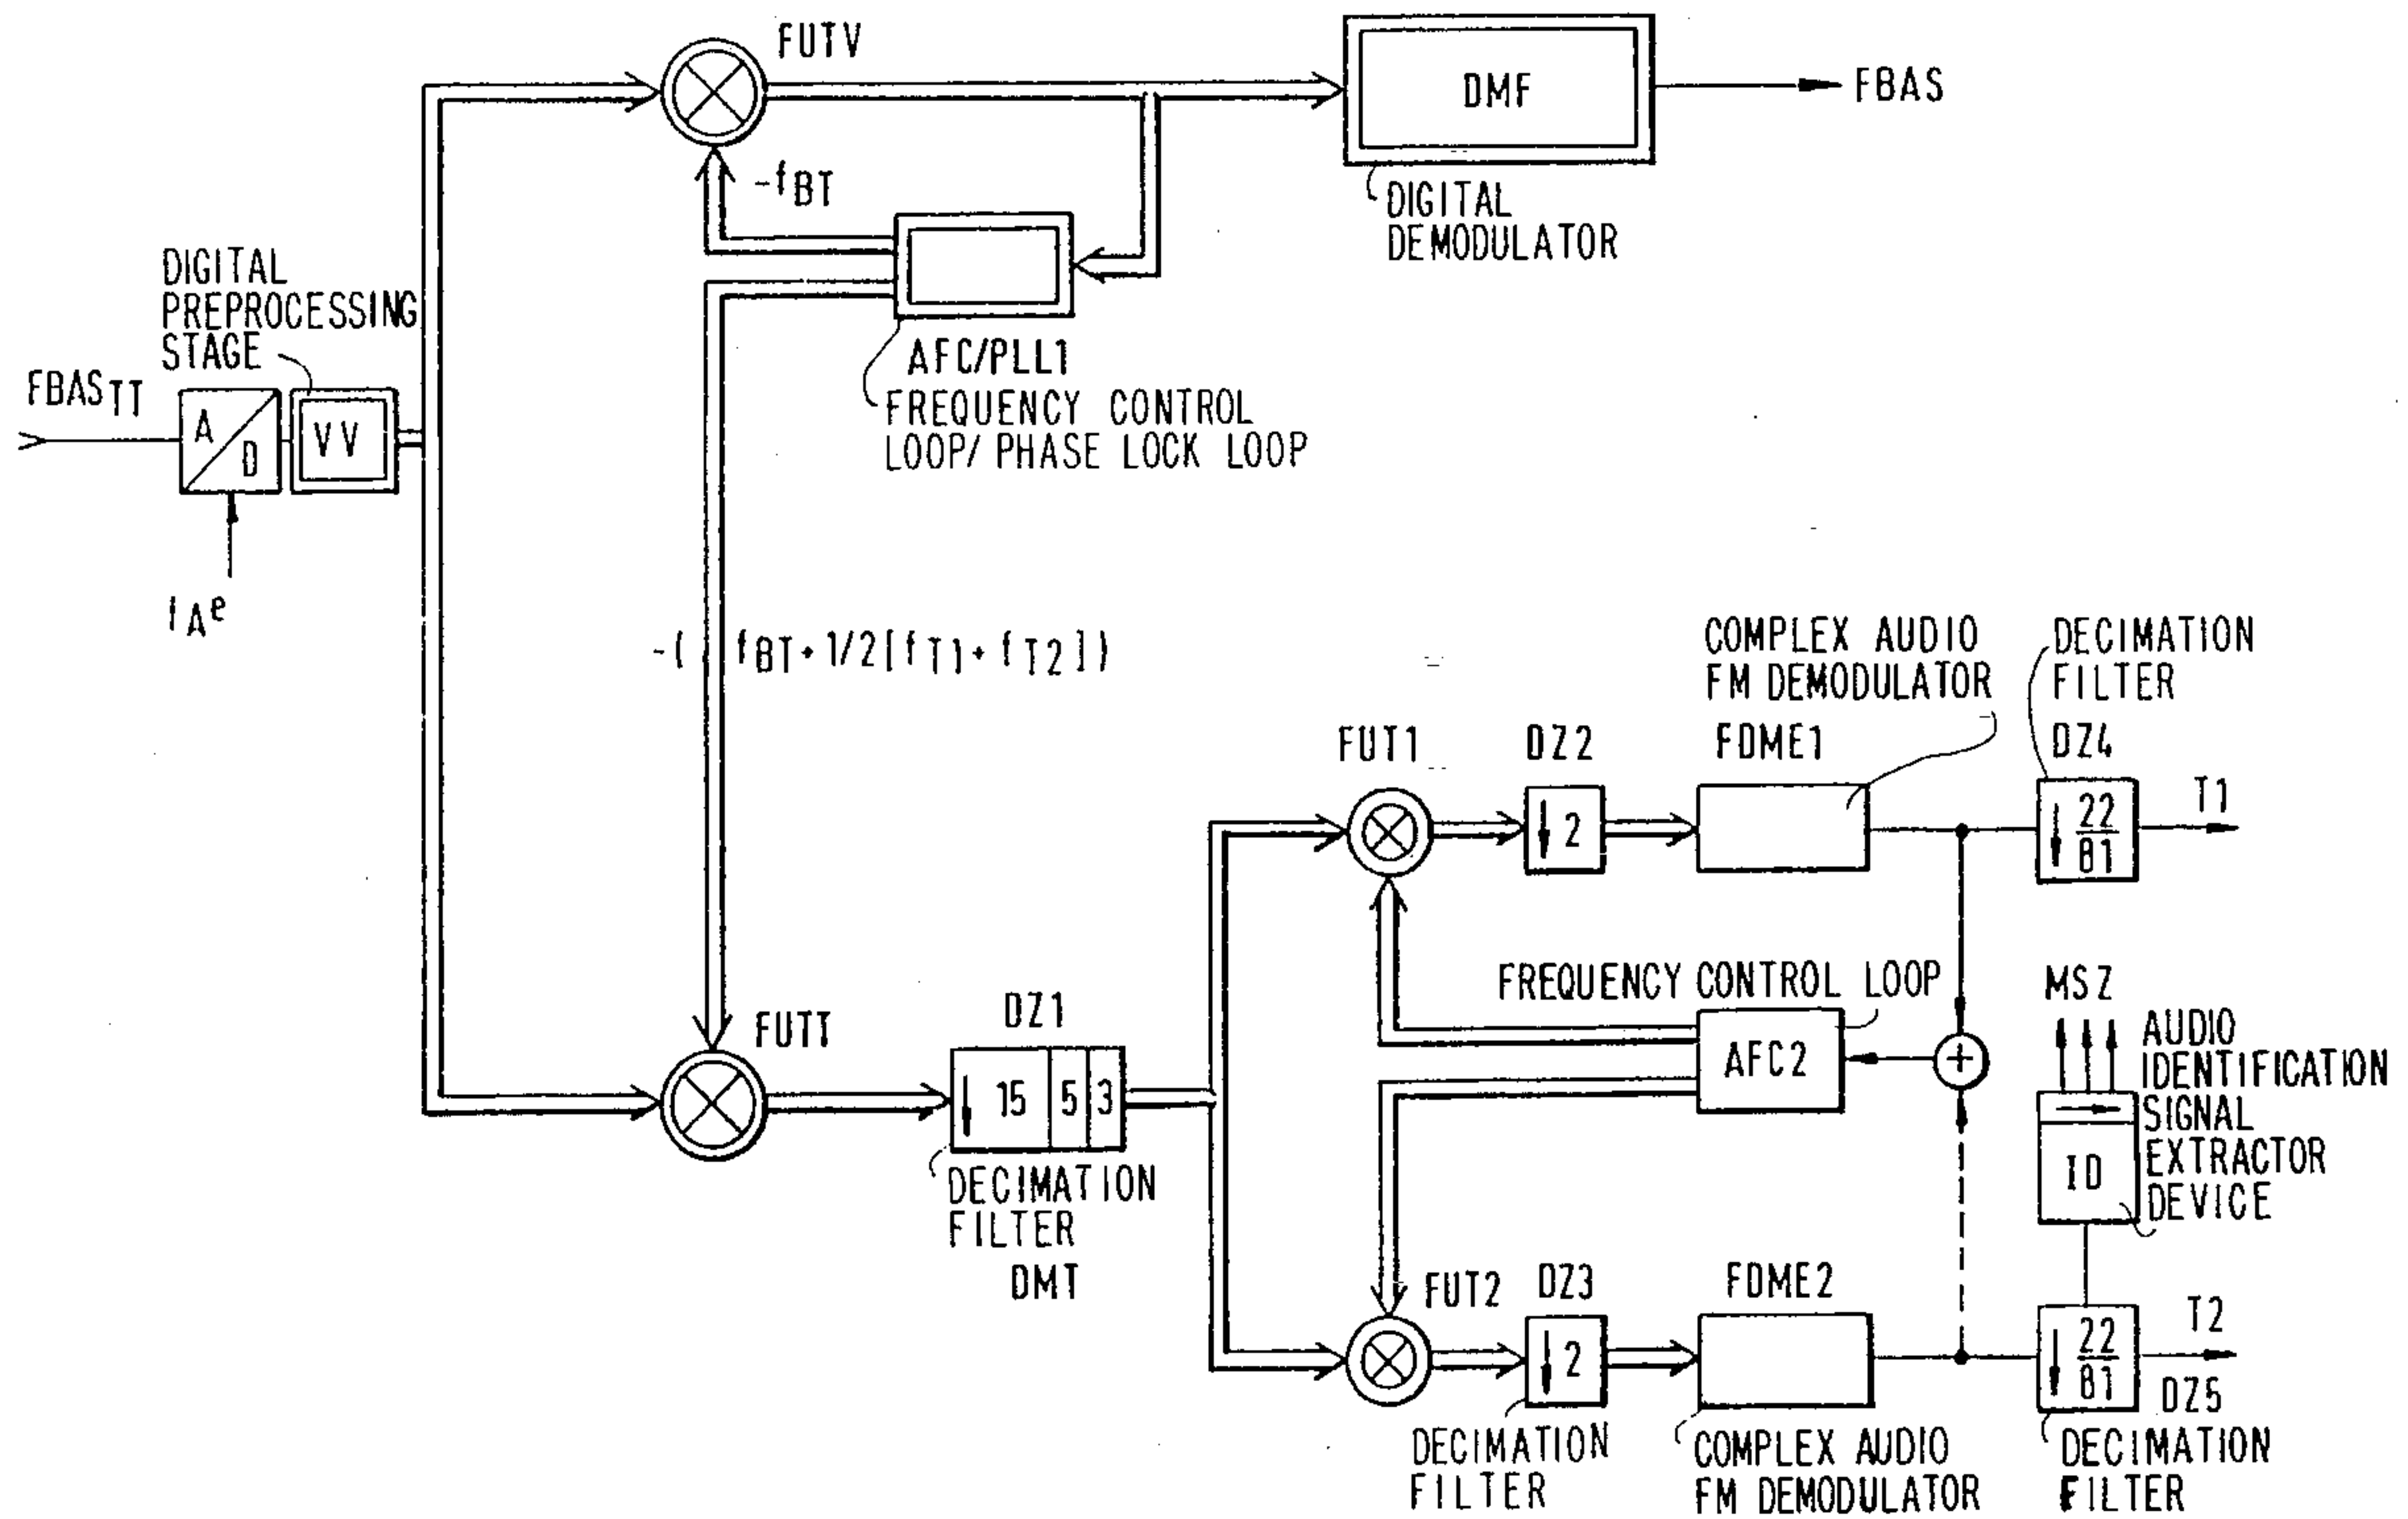 FUTV
DMF
FBAS
-fBT
DIGITAL
DEMODULATOR
DIGITAL
PREPROCESSING
STAGE
AFC/PLL1
FREQUENCY CONTROL
LOOP/ PHASE LOCK LOOP
FBASTT
A
D
VV
fAe
-( fBT+1/2[fT1+fT2])
COMPLEX AUDIO
FM DEMODULATOR
DECIMATION
FILTER
FUT1
DZ2
FDME1
DZ4
↓ 2
↓ 22
81
T1
FREQUENCY CONTROL LOOP
MSZ
AFC2
+
AUDIO
IDENTIFICATION
SIGNAL
EXTRACTOR
DEVICE
ID
FUTT
DZ1
↓ 15 5 3
DECIMATION
FILTER
DMT
FUT2
DZ3
FDME2
↓ 2
↓ 22
81
T2
DZ5
DECIMATION
FILTER
COMPLEX AUDIO
FM DEMODULATOR
DECIMATION
FILTER